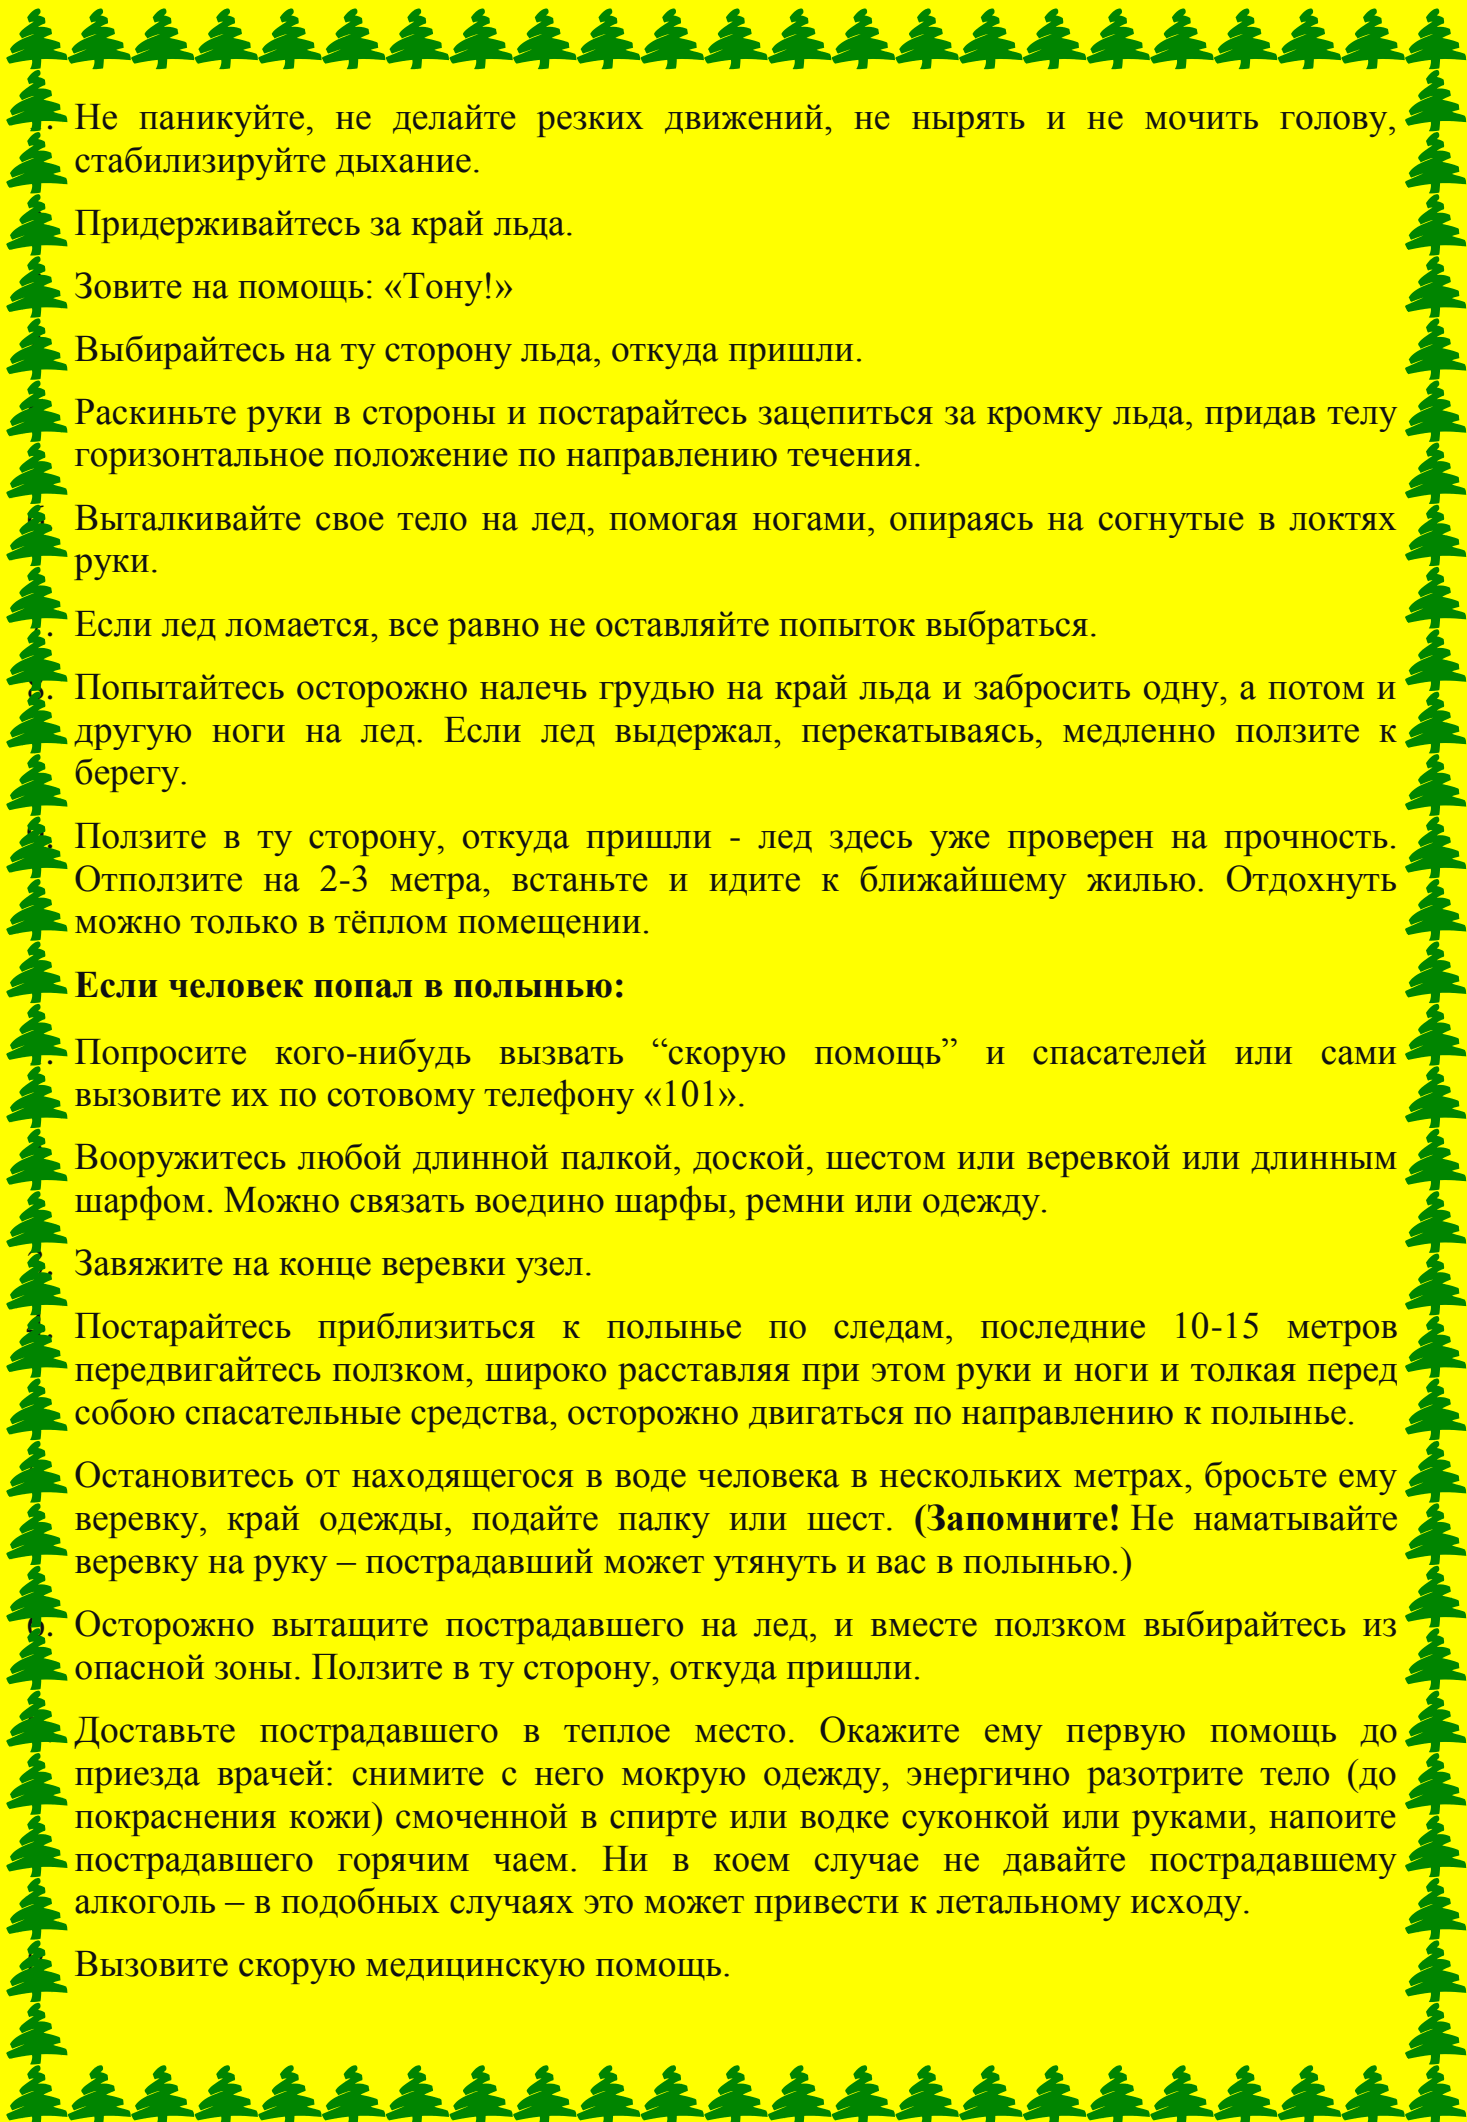 . Не паникуйте, не делайте резких движений, не нырять и не мочить голову,
стабилизируйте дыхание.
Придерживайтесь за край льда.
Зовите на помощь: «Тону!»
Выбирайтесь на ту сторону льда, откуда пришли.
Раскиньте руки в стороны и постарайтесь зацепиться за кромку льда, придав телу
горизонтальное положение по направлению течения.
Выталкивайте свое тело на лед, помогая ногами, опираясь на согнутые в локтях
руки.
. Если лед ломается, все равно не оставляйте попыток выбраться.
8. Попытайтесь осторожно налечь грудью на край льда и забросить одну, а потом и
другую ноги на лед. Если лед выдержал, перекатываясь, медленно ползите к
берегу.
. Ползите в ту сторону, откуда пришли - лед здесь уже проверен на прочность.
Отползите на 2-3 метра, встаньте и идите к ближайшему жилью. Отдохнуть
можно только в тёплом помещении.
Если человек попал в полынью:
. Попросите кого-нибудь вызвать “скорую помощь” и спасателей или сами
вызовите их по сотовому телефону «101».
Вооружитесь любой длинной палкой, доской, шестом или веревкой или длинным
шарфом. Можно связать воедино шарфы, ремни или одежду.
. Завяжите на конце веревки узел.
. Постарайтесь приблизиться к полынье по следам, последние 10-15 метров
передвигайтесь ползком, широко расставляя при этом руки и ноги и толкая перед
собою спасательные средства, осторожно двигаться по направлению к полынье.
Остановитесь от находящегося в воде человека в нескольких метрах, бросьте ему
веревку, край одежды, подайте палку или шест. (Запомните! Не наматывайте
веревку на руку – пострадавший может утянуть и вас в полынью.)
6. Осторожно вытащите пострадавшего на лед, и вместе ползком выбирайтесь из
опасной зоны. Ползите в ту сторону, откуда пришли.
Доставьте пострадавшего в теплое место. Окажите ему первую помощь до
приезда врачей: снимите с него мокрую одежду, энергично разотрите тело (до
покраснения кожи) смоченной в спирте или водке суконкой или руками, напоите
пострадавшего горячим чаем. Ни в коем случае не давайте пострадавшему
алкоголь – в подобных случаях это может привести к летальному исходу.
Вызовите скорую медицинскую помощь.